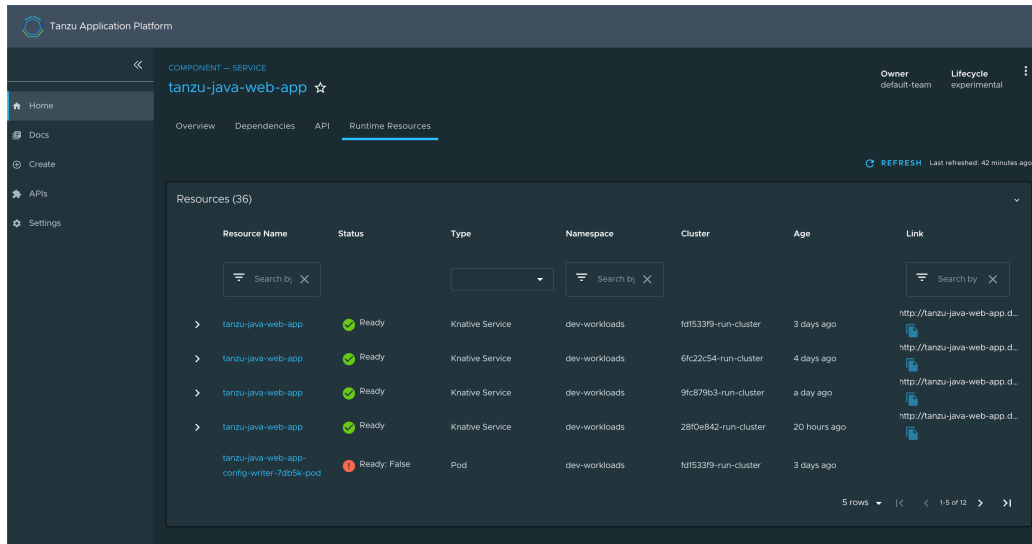 Tanzu Application Platform
COMPONENT — SERVICE
tanzu-java-web-app
Owner
default-team
Lifecycle
experimental
Home
Docs
Create
APIs
Settings
Overview Dependencies API Runtime Resources
REFRESH Last refreshed: 42 minutes ago
Resources (36)
Resource Name Status Type Namespace Cluster Age Link
Search by Search by Search by
tanzu-java-web-app Ready Knative Service dev-workloads fd1533f9-run-cluster 3 days ago http://tanzu-java-web-app.d...
tanzu-java-web-app Ready Knative Service dev-workloads 6fc22c54-run-cluster 4 days ago http://tanzu-java-web-app.d...
tanzu-java-web-app Ready Knative Service dev-workloads 9fc879b3-run-cluster a day ago http://tanzu-java-web-app.d...
tanzu-java-web-app Ready Knative Service dev-workloads 28f0e842-run-cluster 20 hours ago http://tanzu-java-web-app.d...
tanzu-java-web-app-
config-writer-7db5k-pod Ready: False Pod dev-workloads fd1533f9-run-cluster 3 days ago
5 rows 1-5 of 12